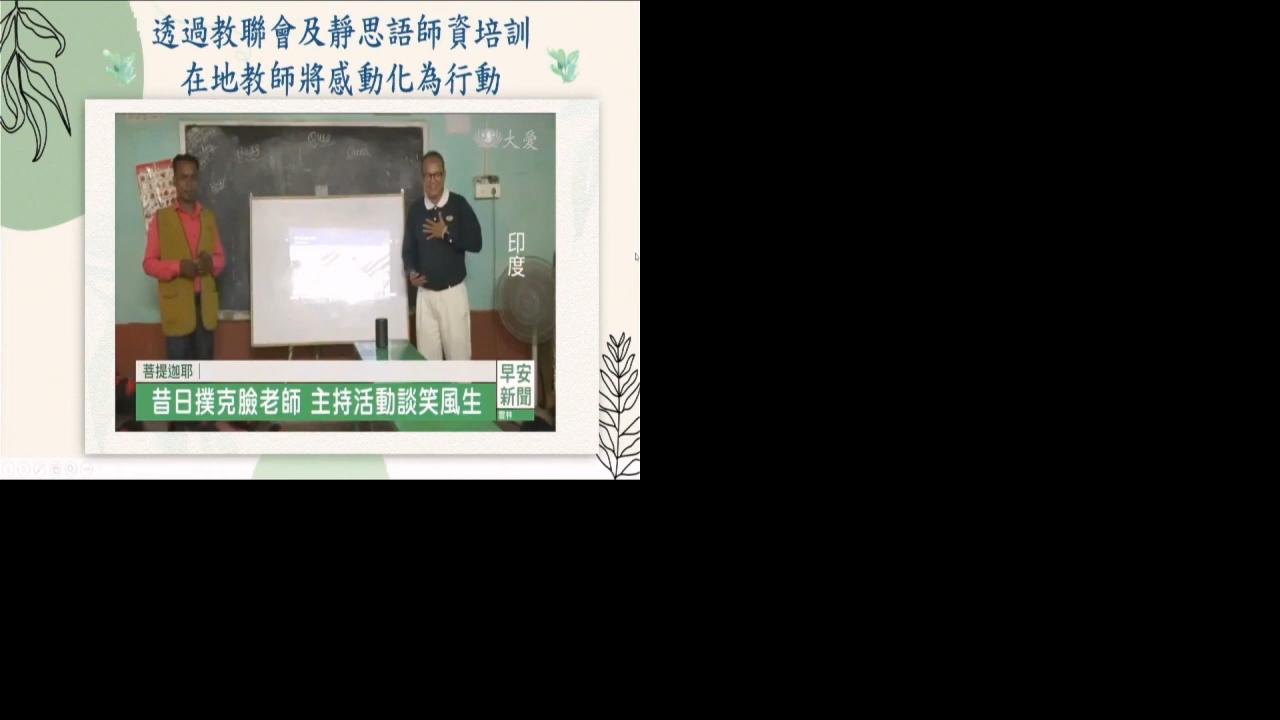 透過教聯會及靜思語師資培訓
在地教師將感動化為行動
大愛
印度
菩提迦耶
昔日撲克臉老師 主持活動談笑風生
早安
新聞